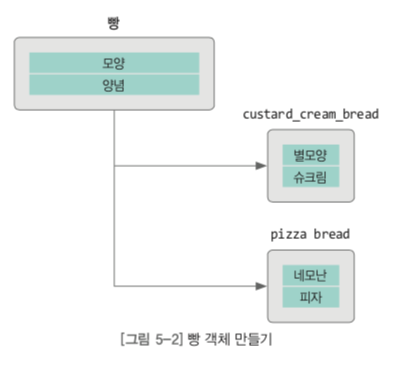 빵
모양
양념
custard_cream_bread
별모양
슈크림
pizza bread
네모난
피자
[그림 5-2] 빵 객체 만들기